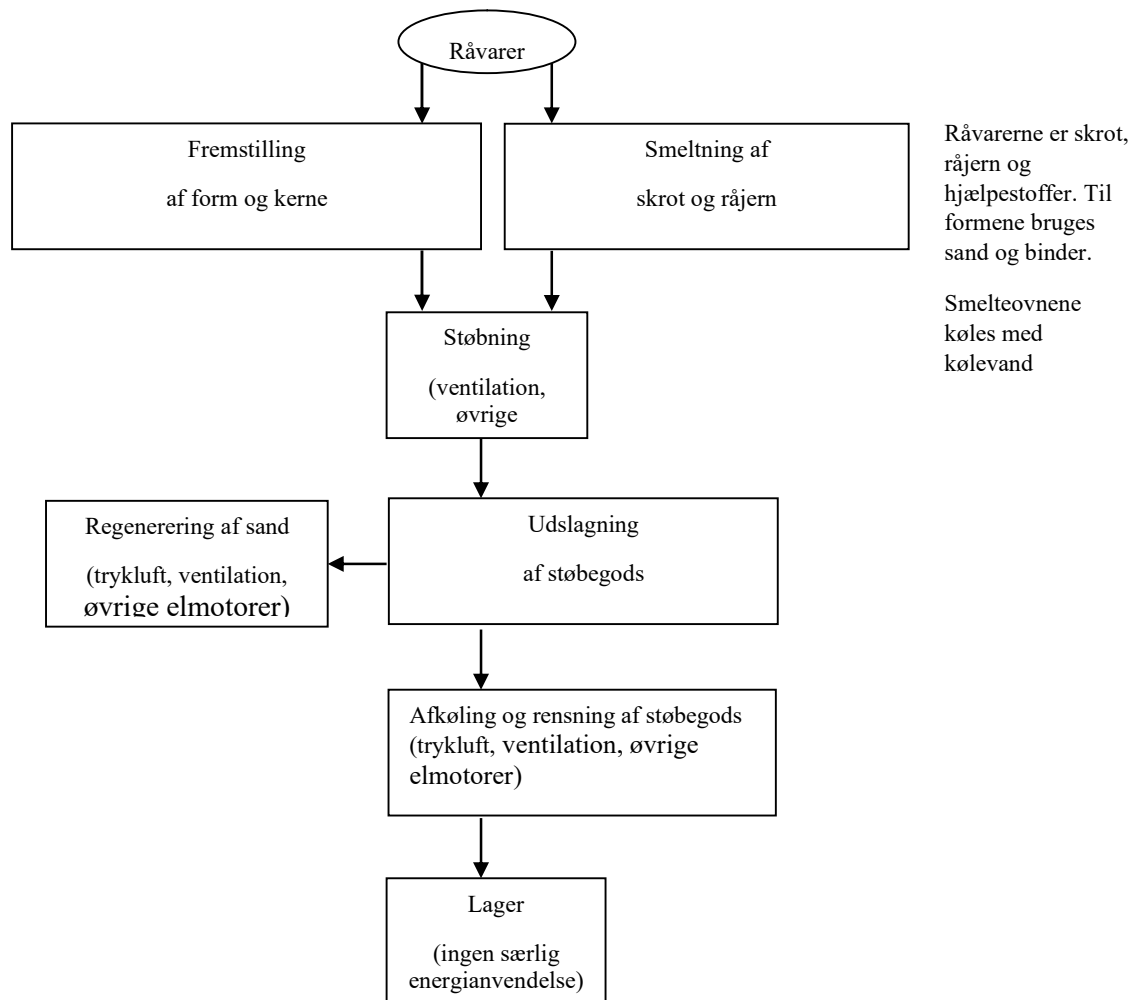 Råvarer
Fremstilling
af form og kerne
Smeltning af
skrot og råjern
Råvarerne er skrot,
råjern og
hjælpestoffer. Til
formene bruges
sand og binder.
Smelteovnene
køles med
kølevand
Støbning
(ventilation,
øvrige
Udslagning
af støbegods
Regenerering af sand
(trykluft, ventilation,
øvrige elmotorer)
Afkøling og rensning af støbegods
(trykluft, ventilation, øvrige
elmotorer)
Lager
(ingen særlig
energianvendelse)